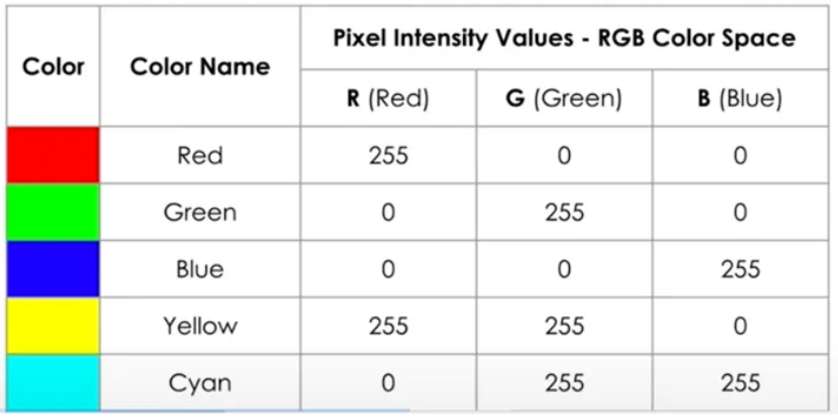 Color Color Name Pixel Intensity Values - RGB Color Space
R (Red) G (Green) B (Blue)
Red 255 0 0
Green 0 255 0
Blue 0 0 255
Yellow 255 255 0
Cyan 0 255 255